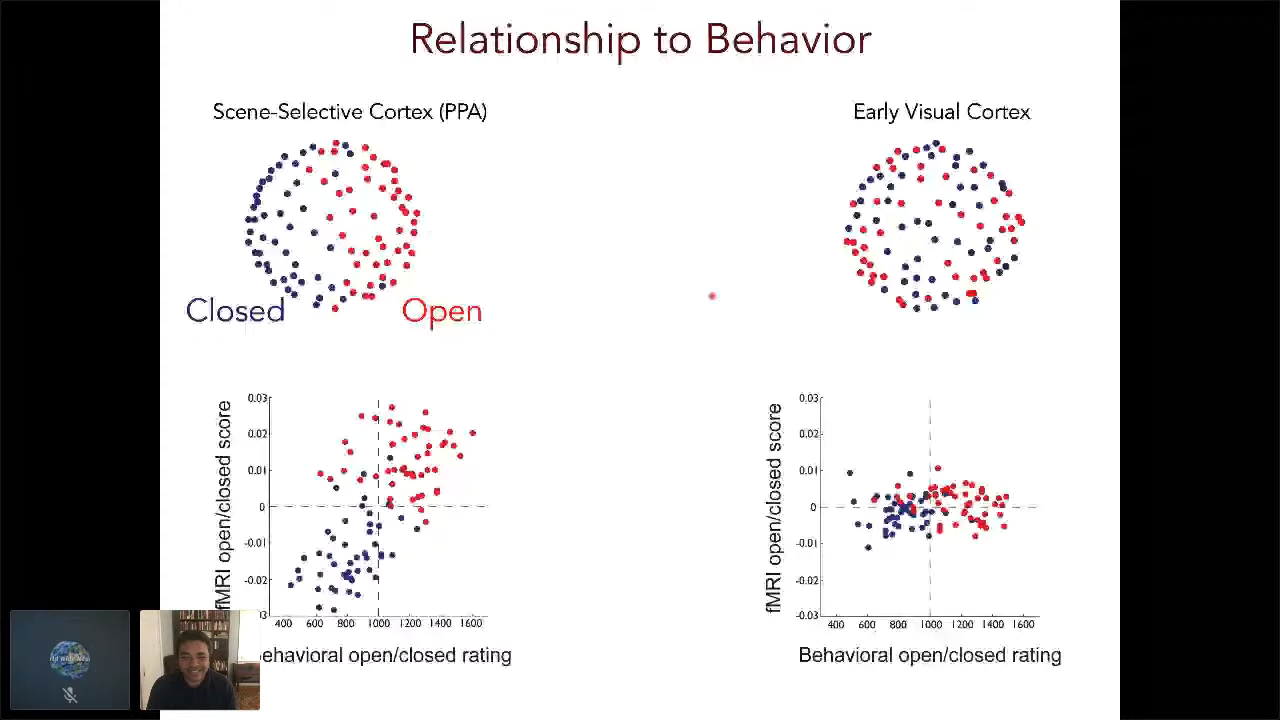 Relationship to Behavior
Scene-Selective Cortex (PPA)
Early Visual Cortex
Closed
Open
0.03
0.02
0.01
0
-0.01
-0.02
3
400 600 800 1000 1200 1400 1600
fMRI open/closed score
ehavioral open/closed rating
0.03
0.02
0.01
0
-0.01
-0.02
-0.03
400 600 800 1000 1200 1400 1600
fMRI open/closed score
Behavioral open/closed rating